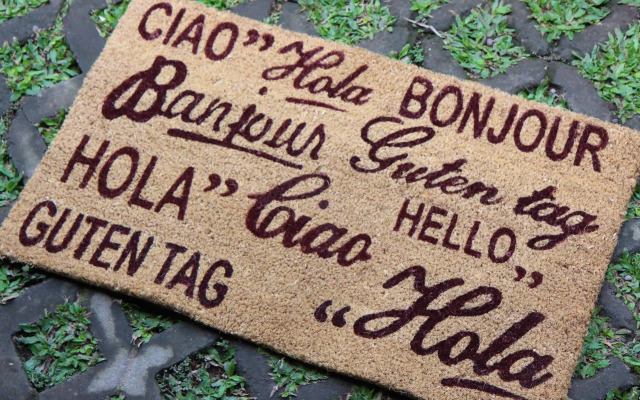 CIAO”
Hola
BONJOUR
Banjour
Guten tag
HOLA”
Ciao
HELLO”
GUTEN TAG
“Hola